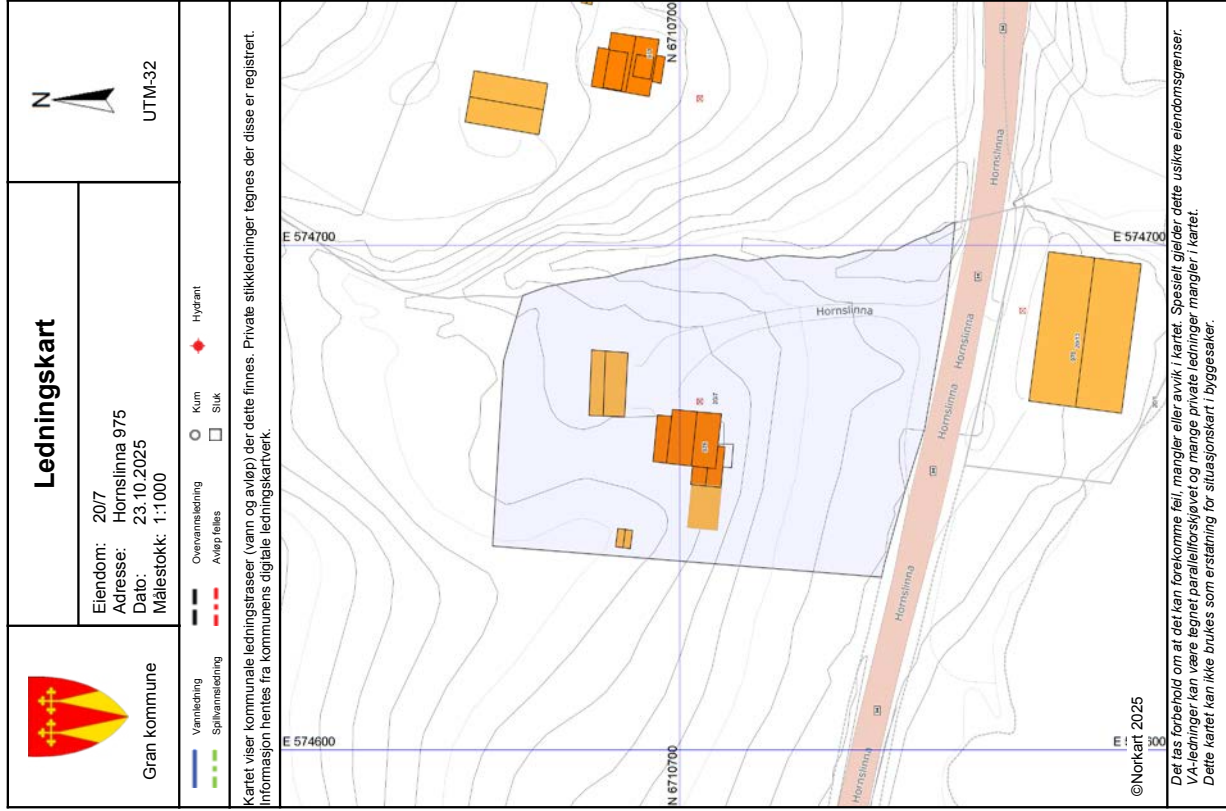 Ledningskart
N
UTM-32
Gran kommune
Eiendom: 20/7
Adresse: Hornslinna 975
Dato: 23.10.2025
Målestokk: 1:1000
Vannledning
Overvannsledning
Kum
Hydrant
Spillvannsledning
Avløp felles
Sluk
Kartet viser kommunale ledningstraseer (vann og avløp) der dette finnes. Private stikkledninger tegnes der disse er registrert.
Informasjon hentes fra kommunens digitale ledningskartverk.
E 574600
E 574700
N 6710700
N 6710700
Hornslinna
Hornslinna
Hornslinna
Hornslinna
Hornslinna
Hornslinna
E 574700
©Norkart 2025
Det tas forbehold om at det kan forekomme feil, mangler eller avvik i kartet. Spesielt gjelder dette usikre eiendomsgrenser.
VA-ledninger kan være tegnet parallellforskjøvet og mange private ledninger mangler i kartet.
Dette kartet kan ikke brukes som erstatning for situasjonskart i byggesaker.